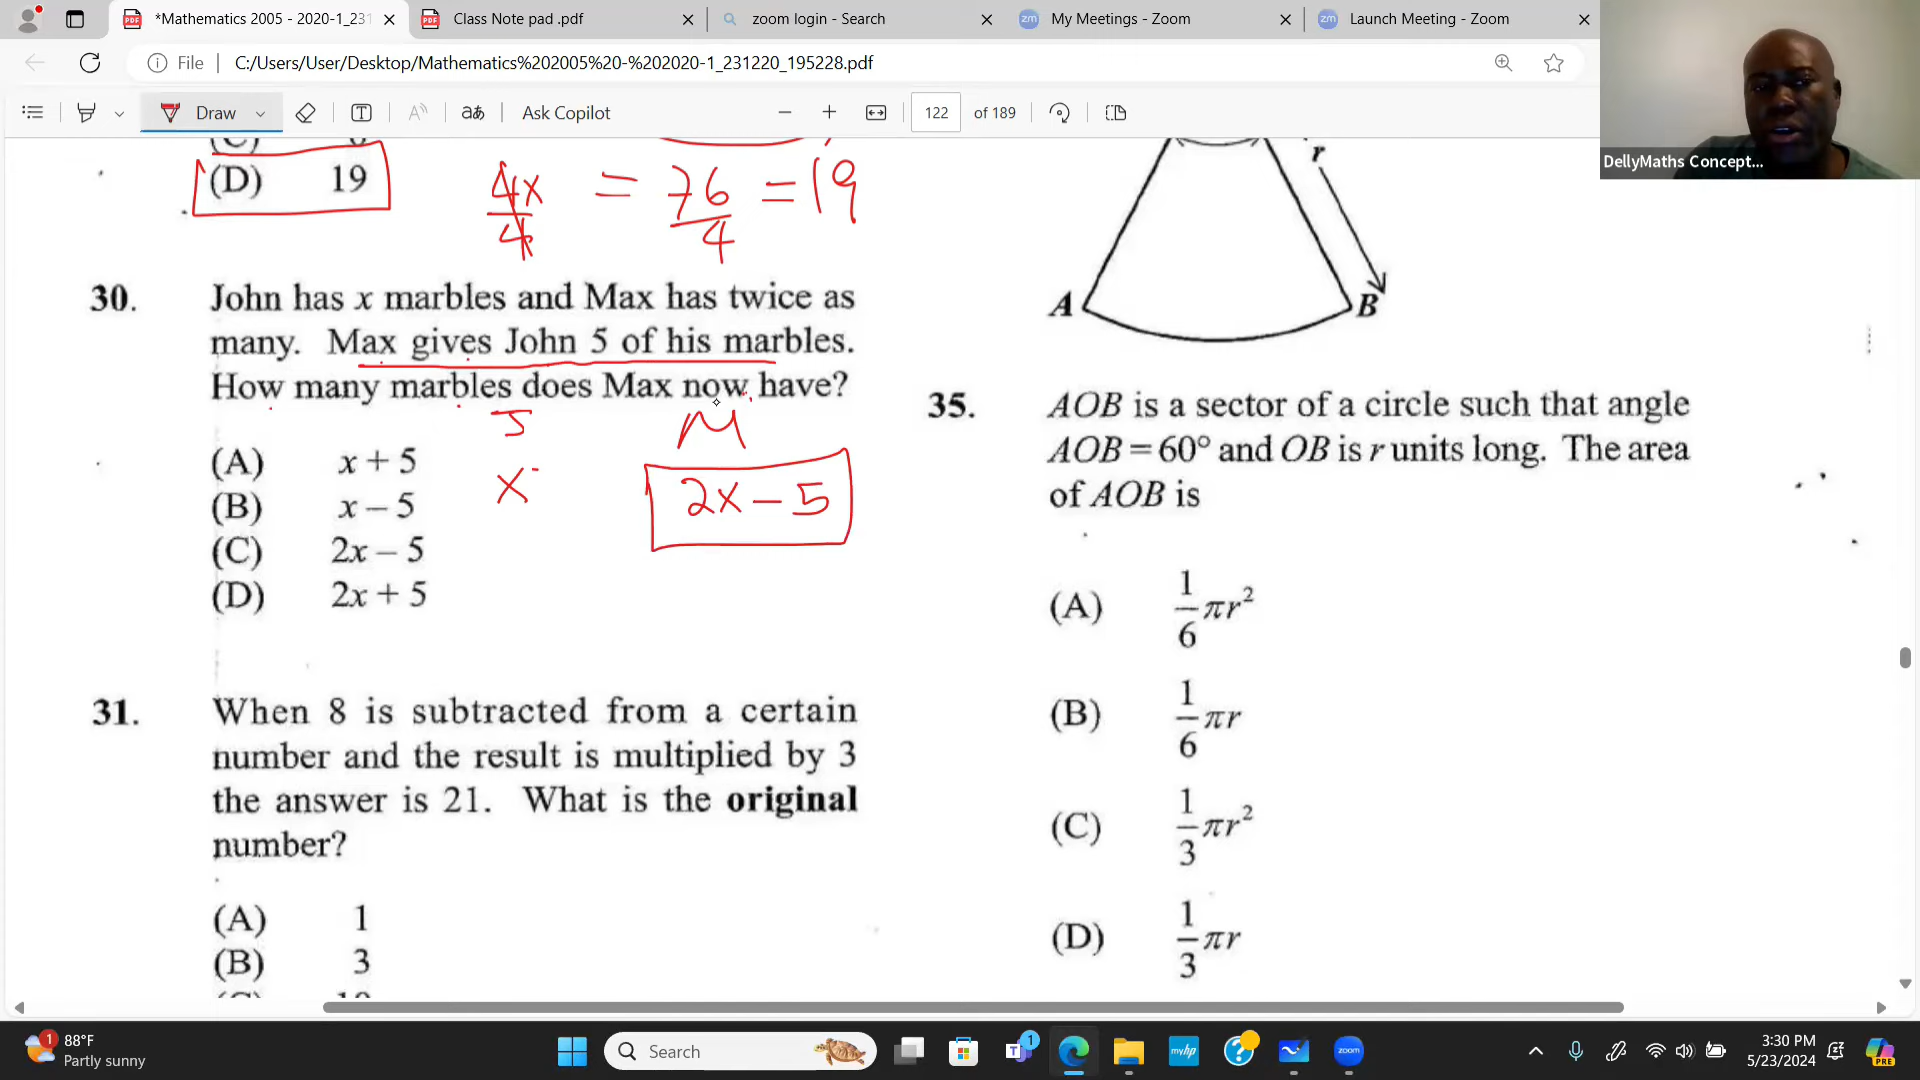 *Mathematics 2005 - 2020-1_231
Class Note pad .pdf
zoom login - Search
My Meetings - Zoom
Launch Meeting - Zoom
File
C:/Users/User/Desktop/Mathematics%202005%20-%202020-1_231220_195228.pdf
Draw
Ask Copilot
122 of 189
DellyMaths Concept...
(D) 19
4x/4 = 76/4 = 19
30. John has x marbles and Max has twice as
many. Max gives John 5 of his marbles.
How many marbles does Max now have?
J M
x 2x - 5
(A) x + 5
(B) x – 5
(C) 2x – 5
(D) 2x + 5
31. When 8 is subtracted from a certain
number and the result is multiplied by 3
the answer is 21. What is the original
number?
(A) 1
(B) 3
r
A B
35. AOB is a sector of a circle such that angle
AOB = 60° and OB is r units long. The area
of AOB is
(A) 1/6 πr²
(B) 1/6 πr
(C) 1/3 πr²
(D) 1/3 πr
1
88°F
Partly sunny
Search
1
myhp
zoom
3:30 PM
5/23/2024
PRE